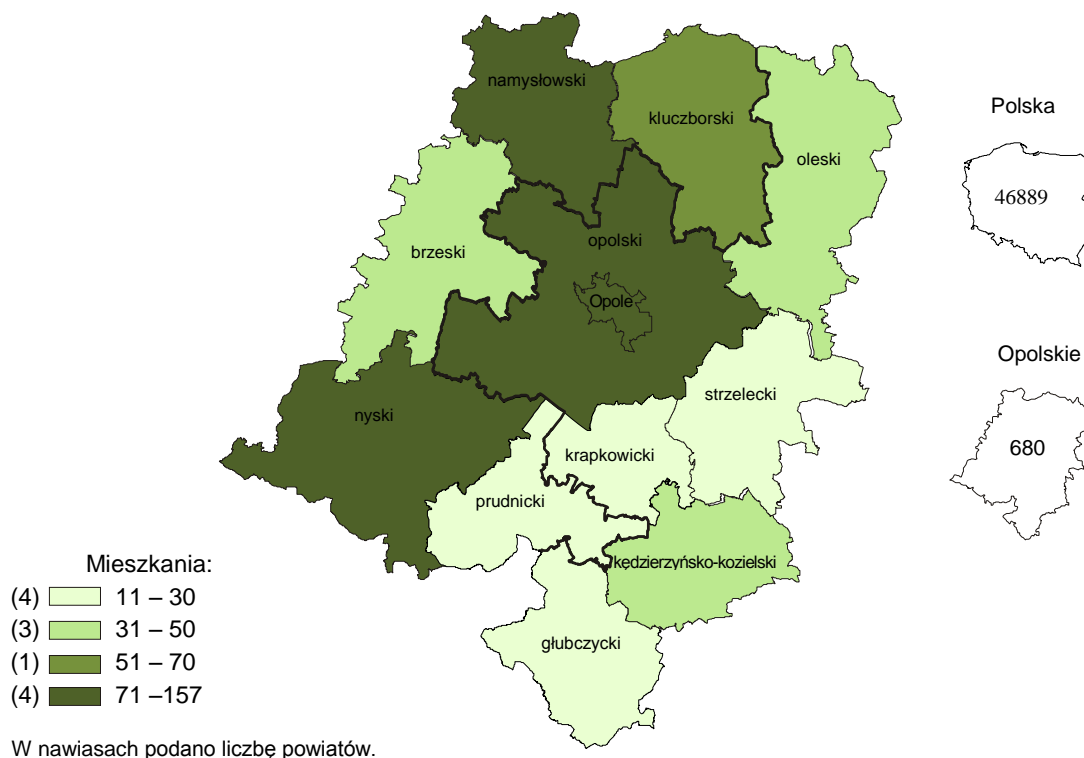 namysłowski
kluczborski
oleski
brzeski
opolski
Opole
nyski
strzelecki
krapkowicki
prudnicki
kędzierzyńsko-kozielski
głubczycki
Polska
46889
Opolskie
680
Mieszkania:
(4) 11 – 30
(3) 31 – 50
(1) 51 – 70
(4) 71 –157
W nawiasach podano liczbę powiatów.